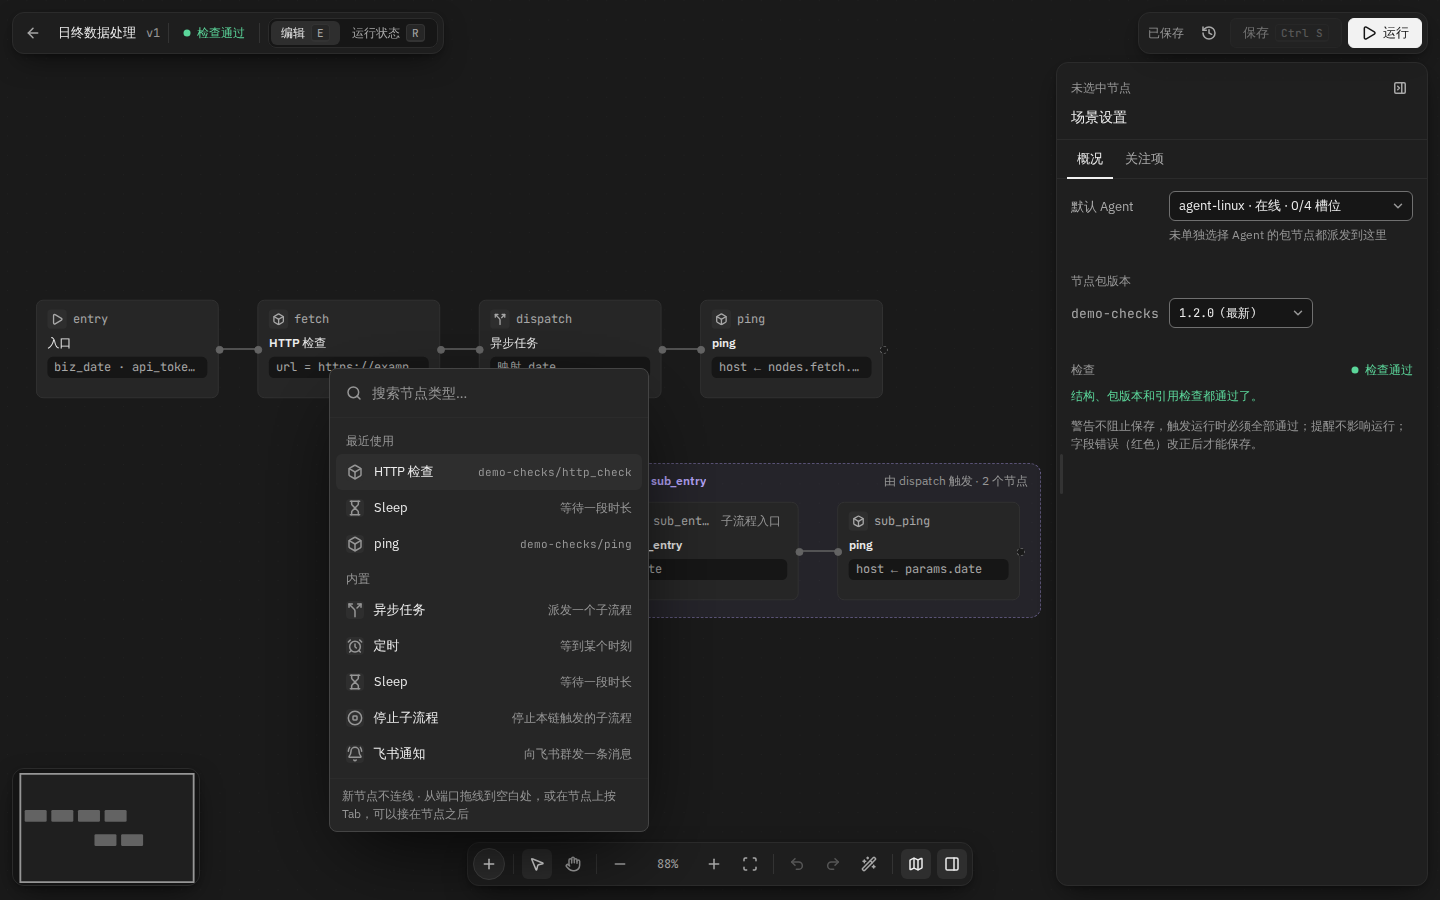 日终数据处理 v1 检查通过 编辑 E 运行状态 R
已保存 保存 Ctrl S 运行
未选中节点
场景设置
概况 关注项
默认 Agent agent-linux · 在线 · 0/4 槽位
未单独选择 Agent 的包节点都派发到这里
节点包版本
demo-checks 1.2.0 (最新)
检查 检查通过
结构、包版本和引用检查都通过了。
警告不阻止保存，触发运行时必须全部通过；提醒不影响运行；
字段错误（红色）改正后才能保存。
entry
入口
biz_date · api_toke…
fetch
HTTP 检查
url = https://examp…
dispatch
异步任务
映射 date
ping
ping
host ← nodes.fetch.…
搜索节点类型...
最近使用
HTTP 检查 demo-checks/http_check
Sleep 等待一段时长
ping demo-checks/ping
内置
异步任务 派发一个子流程
定时 等到某个时刻
Sleep 等待一段时长
停止子流程 停止本链触发的子流程
飞书通知 向飞书群发一条消息
新节点不连线 · 从端口拖线到空白处，或在节点上按
Tab，可以接在节点之后
sub_entry 由 dispatch 触发 · 2 个节点
sub_ent… 子流程入口
_entry
te
sub_ping
ping
host ← params.date
88%